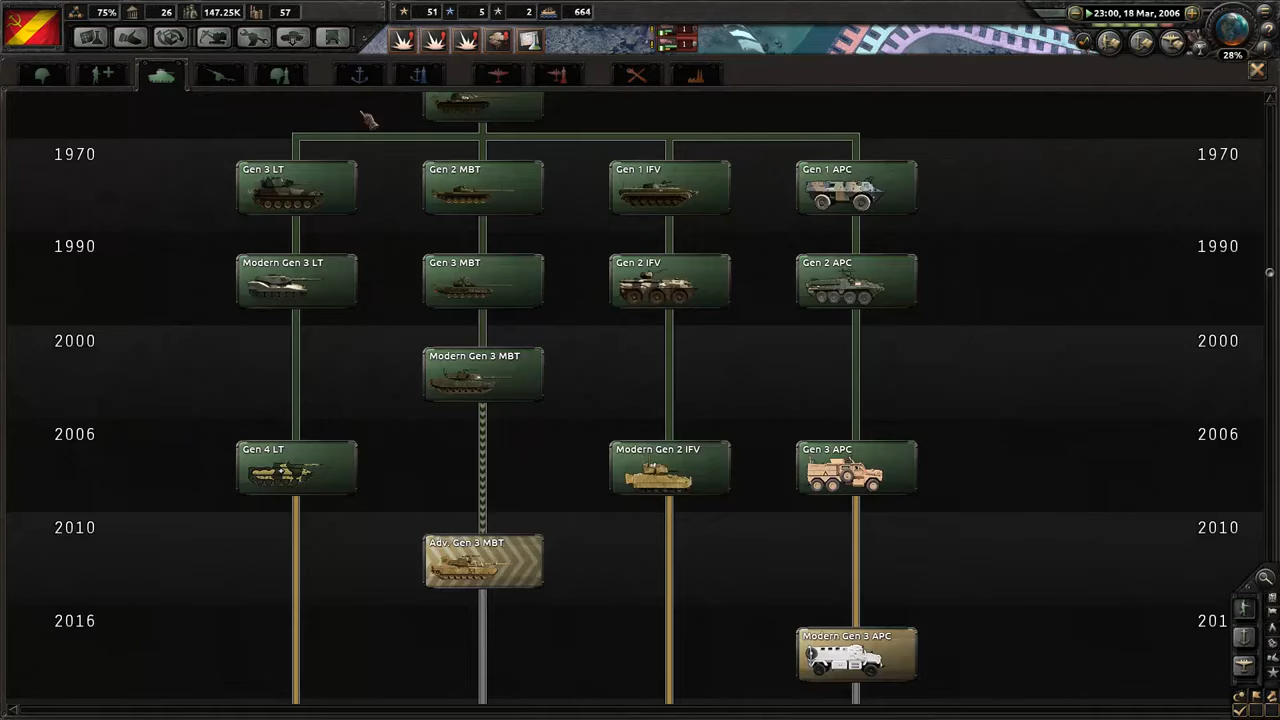 75%
26
147.25K
57
51
5
2
664
23:00, 18 Mar, 2006
1
1
28%
1970
Gen 3 LT
Gen 2 MBT
Gen 1 IFV
Gen 1 APC
1970
1990
Modern Gen 3 LT
Gen 3 MBT
Gen 2 IFV
Gen 2 APC
1990
2000
Modern Gen 3 MBT
2000
2006
Gen 4 LT
Modern Gen 2 IFV
Gen 3 APC
2006
2010
Adv. Gen 3 MBT
2010
2016
Modern Gen 3 APC
201